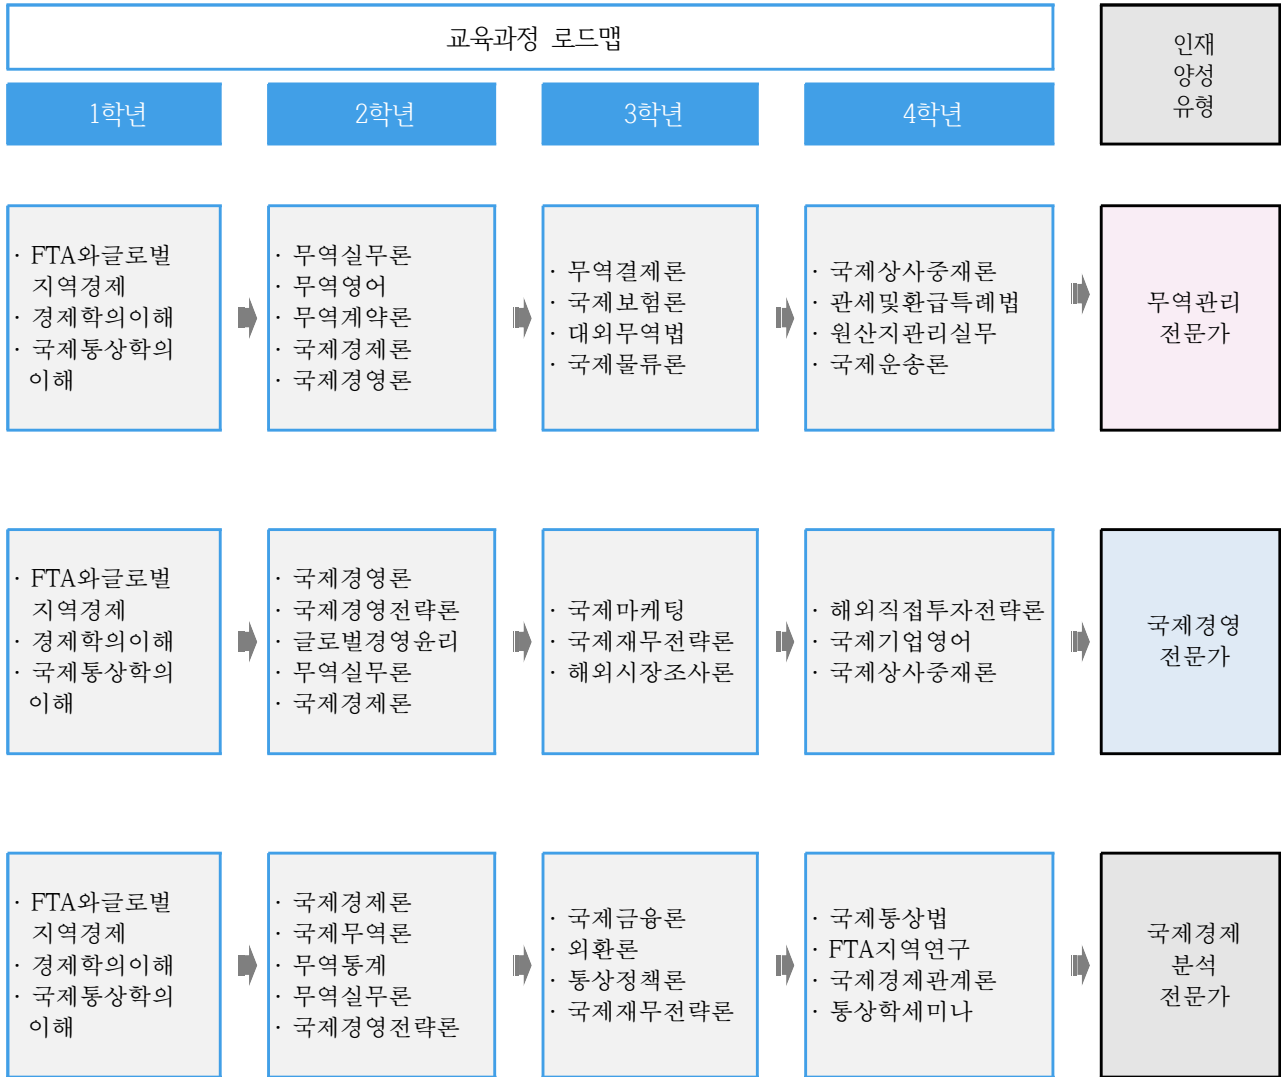 교육과정 로드맵
인재
양성
유형
1학년
2학년
3학년
4학년
· FTA와글로벌
지역경제
· 경제학의이해
· 국제통상학의
이해
· 무역실무론
· 무역영어
· 무역계약론
· 국제경제론
· 국제경영론
· 무역결제론
· 국제보험론
· 대외무역법
· 국제물류론
· 국제상사중재론
· 관세및환급특례법
· 원산지관리실무
· 국제운송론
무역관리
전문가
· FTA와글로벌
지역경제
· 경제학의이해
· 국제통상학의
이해
· 국제경영론
· 국제경영전략론
· 글로벌경영윤리
· 무역실무론
· 국제경제론
· 국제마케팅
· 국제재무전략론
· 해외시장조사론
· 해외직접투자전략론
· 국제기업영어
· 국제상사중재론
국제경영
전문가
· FTA와글로벌
지역경제
· 경제학의이해
· 국제통상학의
이해
· 국제경제론
· 국제무역론
· 무역통계
· 무역실무론
· 국제경영전략론
· 국제금융론
· 외환론
· 통상정책론
· 국제재무전략론
· 국제통상법
· FTA지역연구
· 국제경제관계론
· 통상학세미나
국제경제
분석
전문가